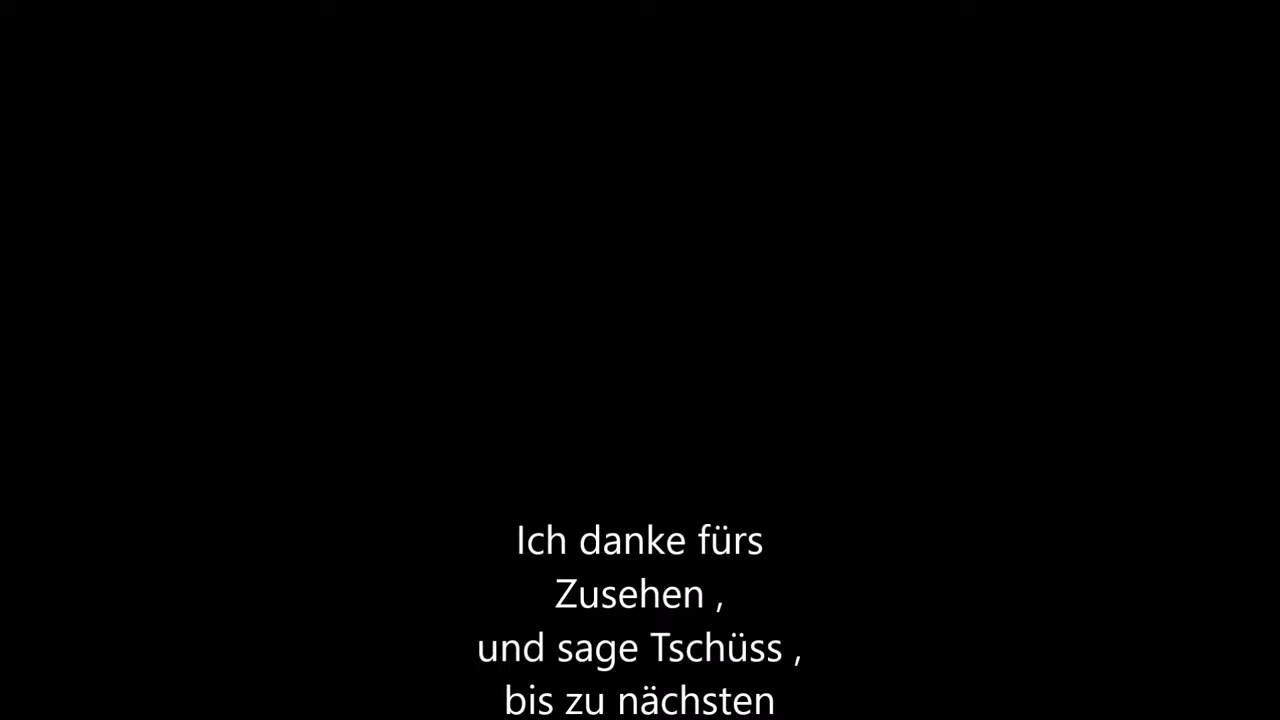 Ich danke fürs
Zusehen ,
und sage Tschüss ,
bis zu nächsten